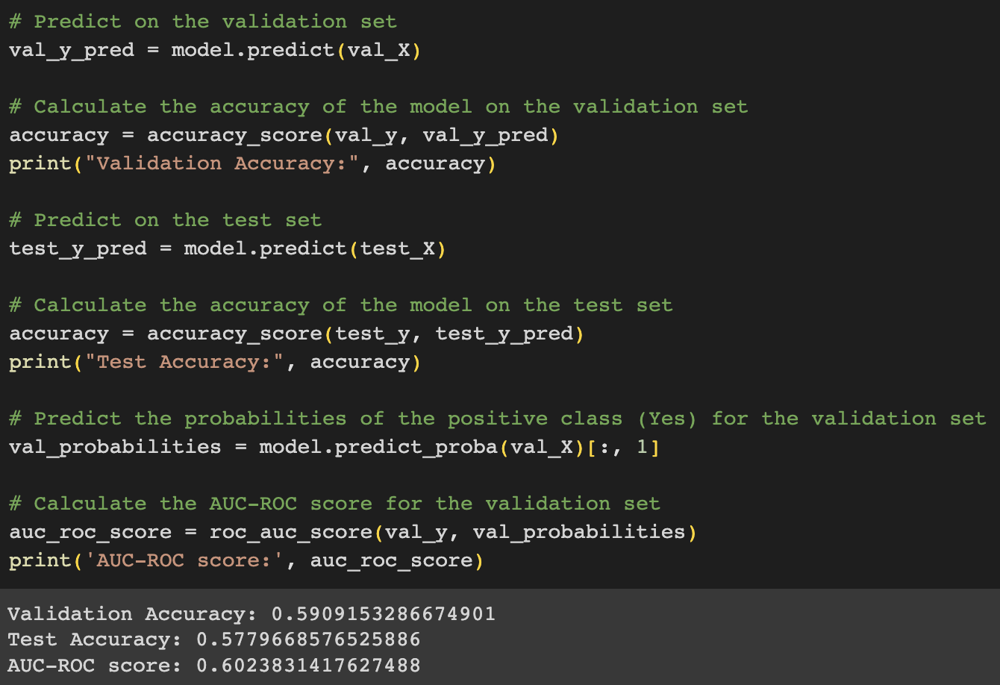 # Predict on the validation set
val_y_pred = model.predict(val_X)
# Calculate the accuracy of the model on the validation set
accuracy = accuracy_score(val_y, val_y_pred)
print("Validation Accuracy:", accuracy)
# Predict on the test set
test_y_pred = model.predict(test_X)
# Calculate the accuracy of the model on the test set
accuracy = accuracy_score(test_y, test_y_pred)
print("Test Accuracy:", accuracy)
# Predict the probabilities of the positive class (Yes) for the validation set
val_probabilities = model.predict_proba(val_X)[:, 1]
# Calculate the AUC-ROC score for the validation set
auc_roc_score = roc_auc_score(val_y, val_probabilities)
print('AUC-ROC score:', auc_roc_score)
Validation Accuracy: 0.5909153286674901
Test Accuracy: 0.5779668576525886
AUC-ROC score: 0.6023831417627488